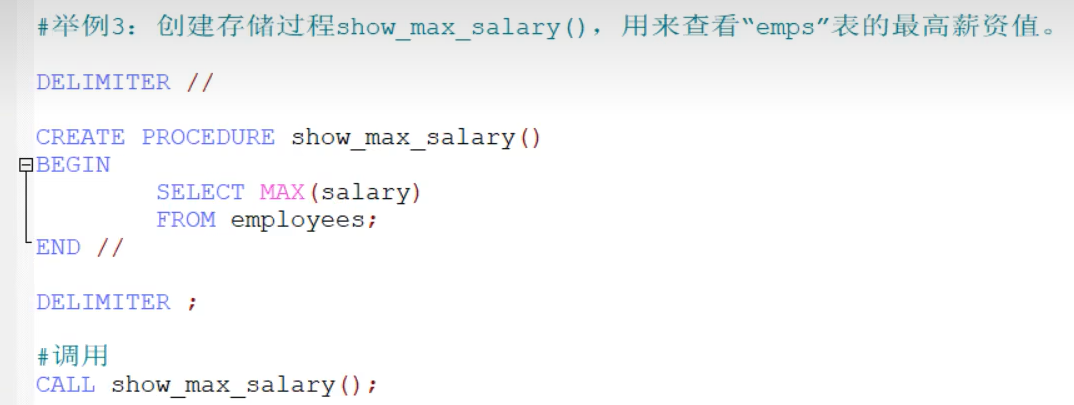 #举例3：创建存储过程show_max_salary()，用来查看“emps”表的最高薪资值。
DELIMITER //
CREATE PROCEDURE show_max_salary()
BEGIN
SELECT MAX(salary)
FROM employees;
END //
DELIMITER ;
#调用
CALL show_max_salary();